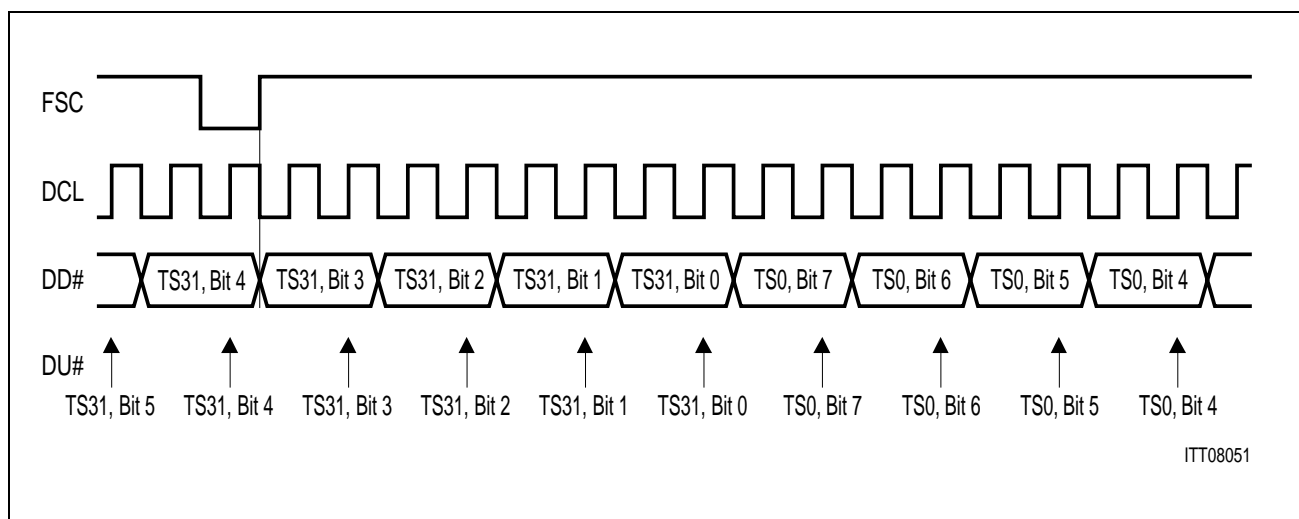 FSC
DCL
DD# TS31, Bit 4 TS31, Bit 3 TS31, Bit 2 TS31, Bit 1 TS31, Bit 0 TS0, Bit 7 TS0, Bit 6 TS0, Bit 5 TS0, Bit 4
DU#
TS31, Bit 5 TS31, Bit 4 TS31, Bit 3 TS31, Bit 2 TS31, Bit 1 TS31, Bit 0 TS0, Bit 7 TS0, Bit 6 TS0, Bit 5 TS0, Bit 4
ITT08051